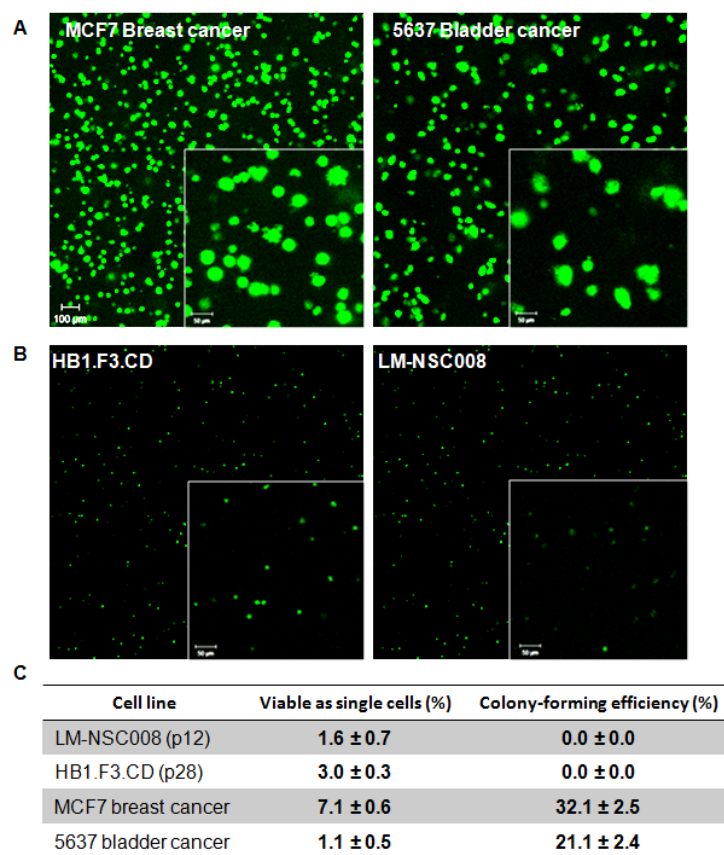 A
MCF7 Breast cancer
5637 Bladder cancer
50 µm
50 µm
100 µm
B
HB1.F3.CD
LM-NSC008
50 µm
50 µm
C
Cell line Viable as single cells (%) Colony-forming efficiency (%)
LM-NSC008 (p12) 1.6 ± 0.7 0.0 ± 0.0
HB1.F3.CD (p28) 3.0 ± 0.3 0.0 ± 0.0
MCF7 breast cancer 7.1 ± 0.6 32.1 ± 2.5
5637 bladder cancer 1.1 ± 0.5 21.1 ± 2.4